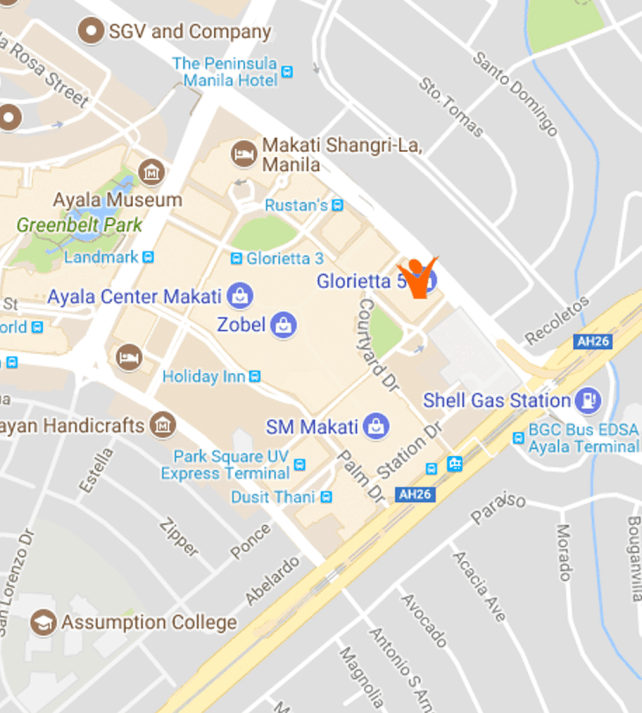 SGV and Company
la Rosa Street
The Peninsula
Manila Hotel
Santo Domingo
Sto.Tomas
Makati Shangri-La,
Manila
Ayala Museum
Rustan's
Greenbelt Park
Landmark
Glorietta 3
Glorietta 5
Ayala Center Makati
St
Zobel
orld
Courtyard Dr
Recoletos
AH26
Holiday Inn
Shell Gas Station
ayan Handicrafts
SM Makati
BGC Bus EDSA
Ayala Terminal
Station Dr
Park Square UV
Express Terminal
Palm Dr
Estella
Dusit Thani
AH26
Paraiso
Zipper
Ponce
Morado
Bouganvilla
San Lorenzo Dr
Abelardo
Acacia Ave
Avocado
Assumption College
Antonio S Arn
Magnolia